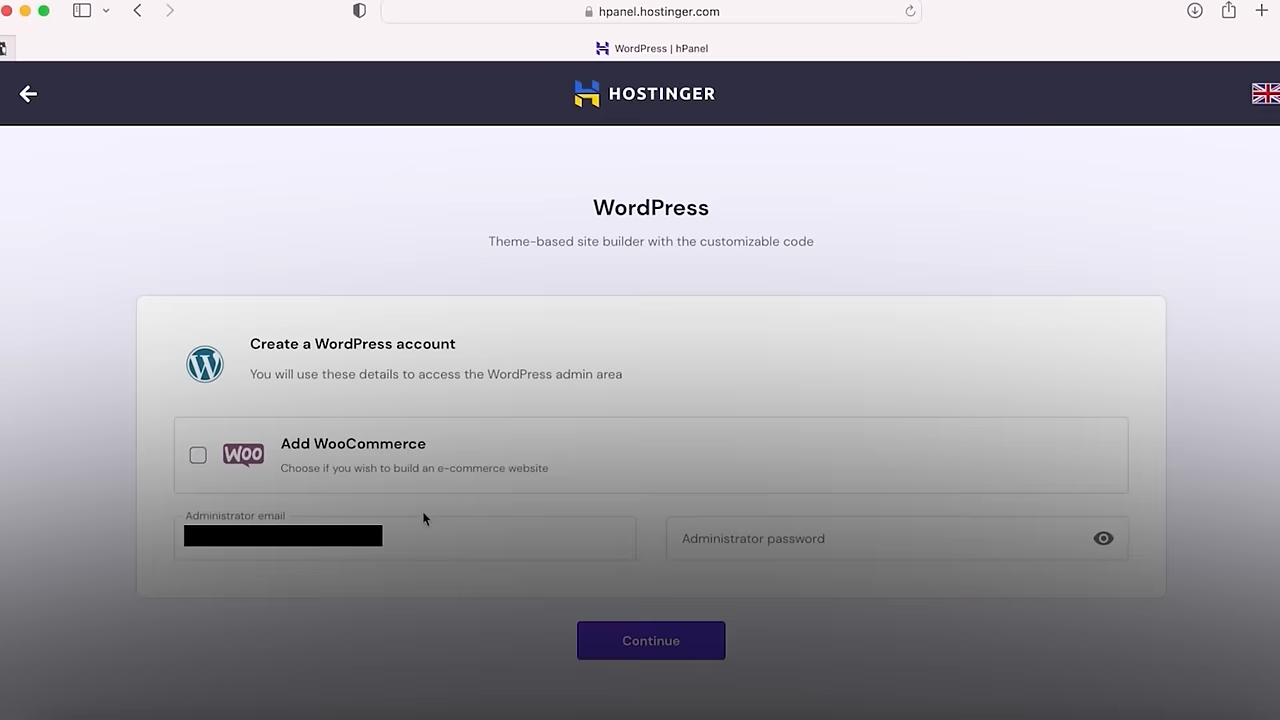 hpanel.hostinger.com
WordPress | hPanel
HOSTINGER
WordPress
Theme-based site builder with the customizable code
Create a WordPress account
You will use these details to access the WordPress admin area
Woo
Add WooCommerce
Choose if you wish to build an e-commerce website
Administrator email
Administrator password
Continue